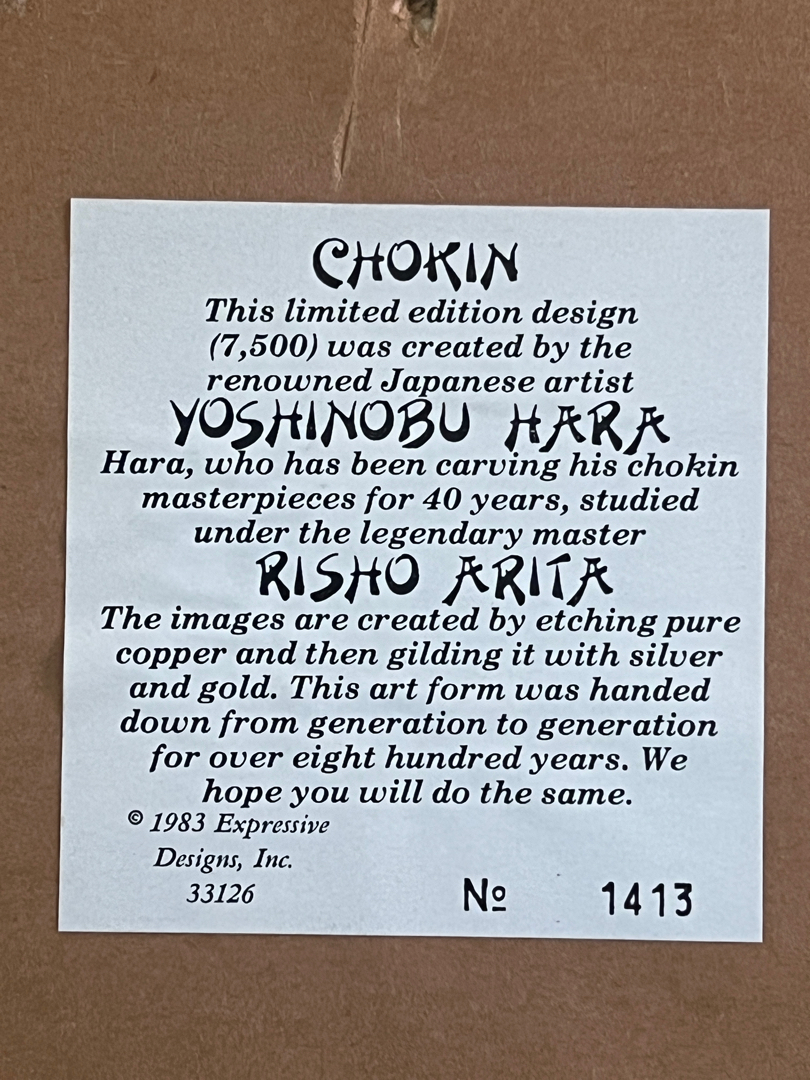 CHOKIN
This limited edition design
(7,500) was created by the
renowned Japanese artist
YOSHINOBU HARA
Hara, who has been carving his chokin
masterpieces for 40 years, studied
under the legendary master
RISHO ARITA
The images are created by etching pure
copper and then gilding it with silver
and gold. This art form was handed
down from generation to generation
for over eight hundred years. We
hope you will do the same.
© 1983 Expressive
Designs, Inc.
33126
№ 1413